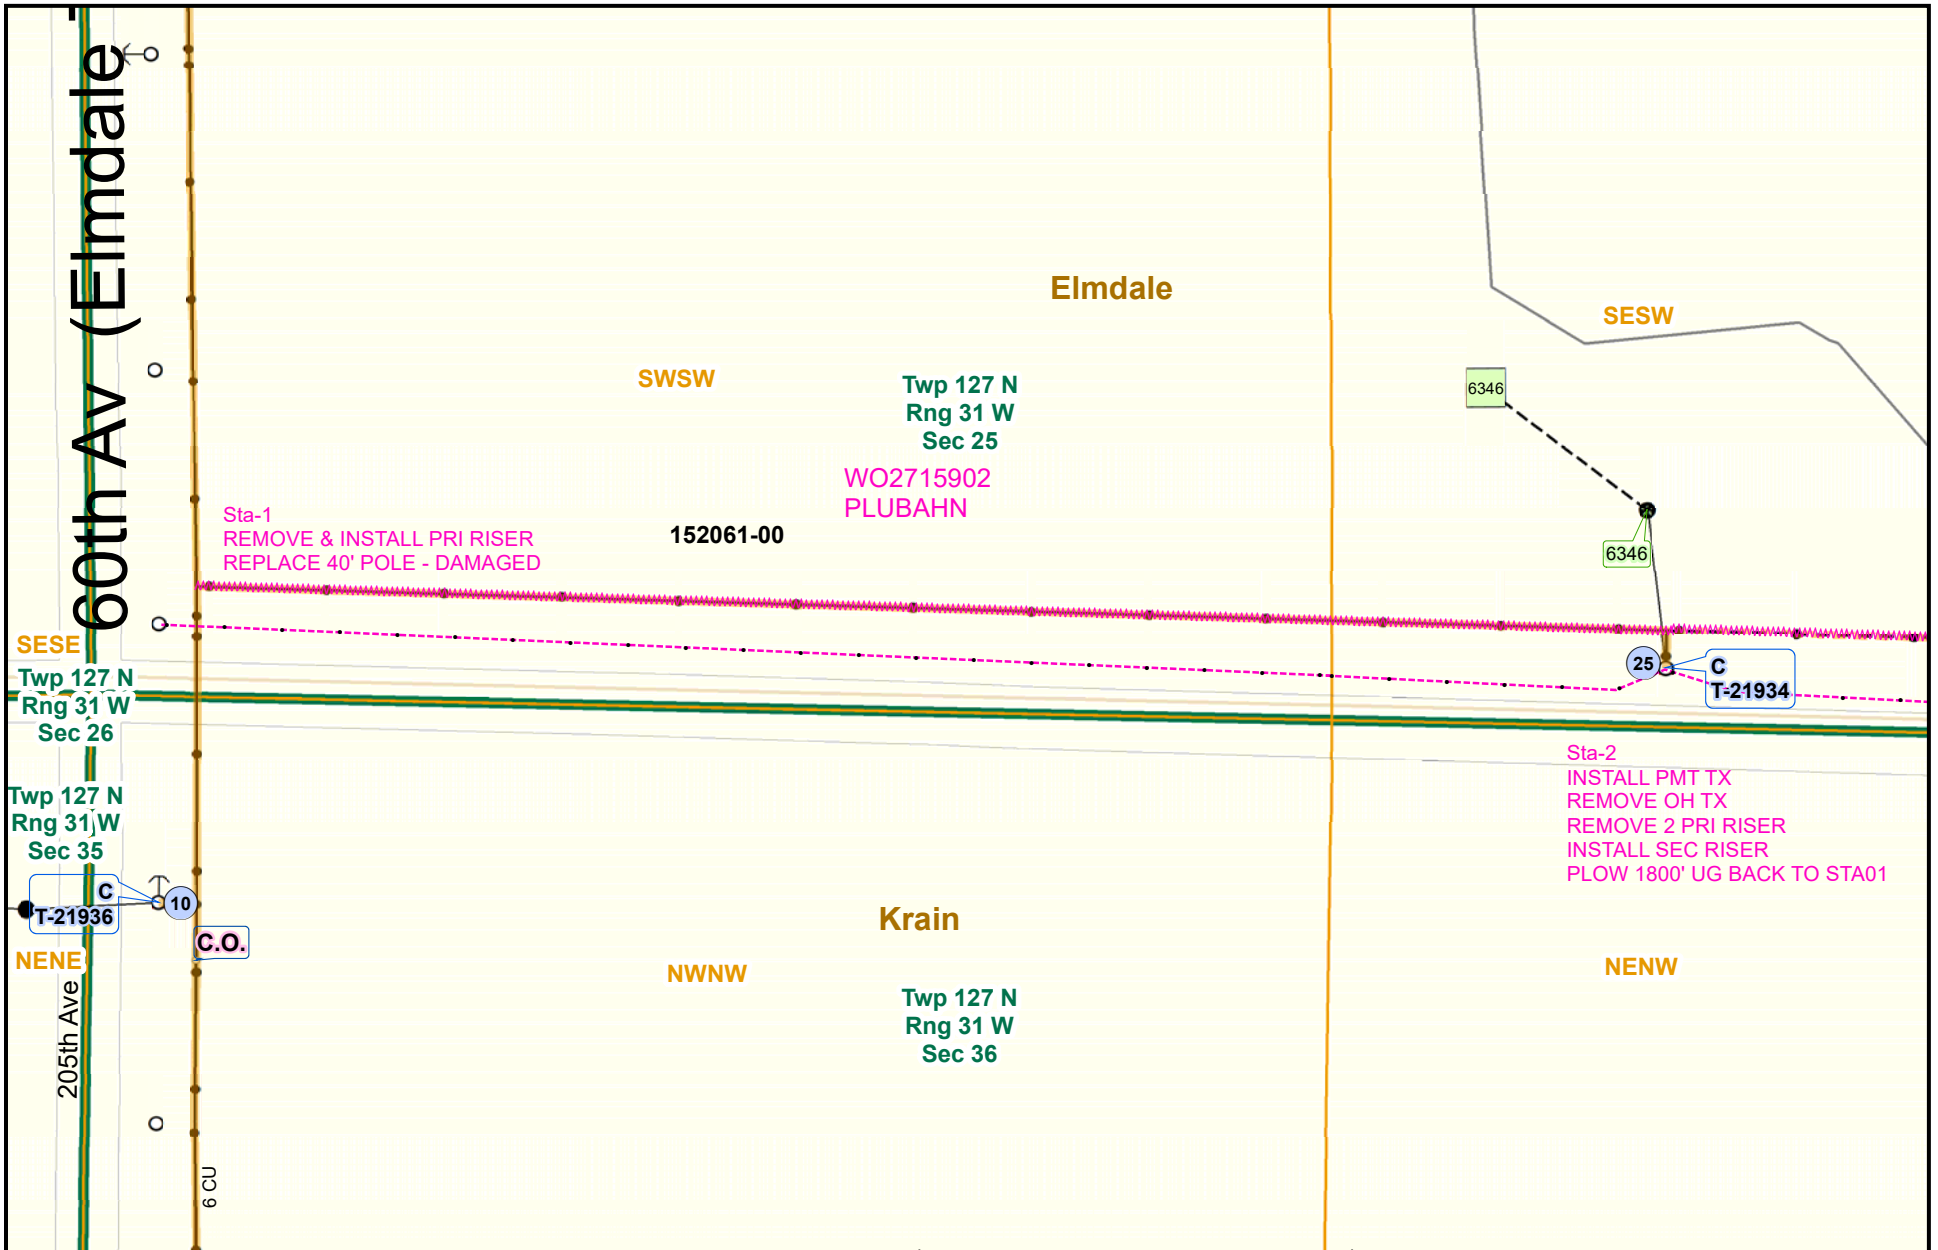 60th Av (Elmdale
Elmdale
SESW
SWSW
Twp 127 N
Rng 31 W
Sec 25
6346
WO2715902
PLUBAHN
Sta-1
REMOVE & INSTALL PRI RISER
REPLACE 40' POLE - DAMAGED
152061-00
6346
SESE
Twp 127 N
Rng 31 W
Sec 26
25
C
T-21934
Sta-2
INSTALL PMT TX
REMOVE OH TX
REMOVE 2 PRI RISER
INSTALL SEC RISER
PLOW 1800' UG BACK TO STA01
Twp 127 N
Rng 31 W
Sec 35
C
T-21936
10
C.O.
Krain
NENE
NWNW
NENW
205th Ave
Twp 127 N
Rng 31 W
Sec 36
6 CU